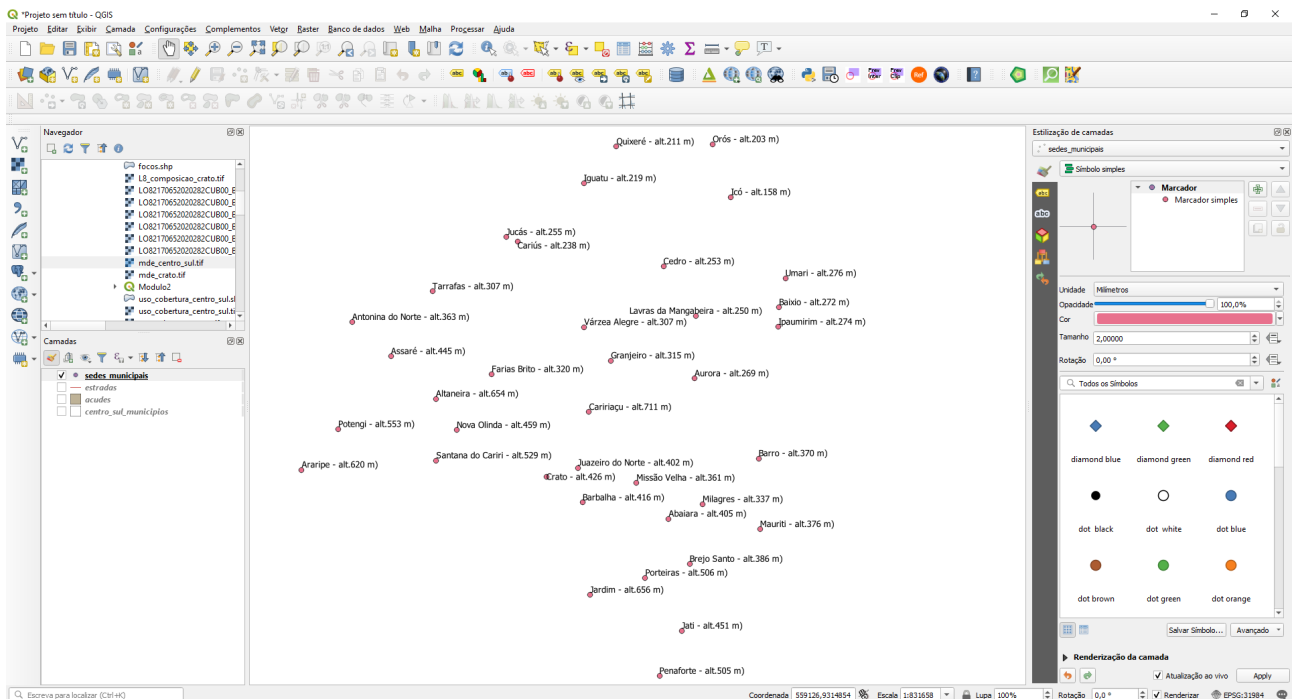 *Projeto sem título - QGIS
Projeto Editar Exibir Camada Configurações Complementos Vetor Raster Banco de dados Web Malha Processar Ajuda
Navegador
focos.shp
L8_composicao_crato.tif
LO82170652020282CUB00_B
LO82170652020282CUB00_B
LO82170652020282CUB00_B
LO82170652020282CUB00_B
LO82170652020282CUB00_B
LO82170652020282CUB00_B
mde_centro_sul.tif
mde_crato.tif
Modulo2
uso_cobertura_centro_sul.sl
uso_cobertura_centro_sul.ti
Camadas
sedes_municipais
estradas
acudes
centro_sul_municipios
Quixeré - alt.211 m)
Orós - alt.203 m)
Iguatu - alt.219 m)
Icó - alt.158 m)
Jucás - alt.255 m)
Cariús - alt.238 m)
Cedro - alt.253 m)
Umari - alt.276 m)
Tarrafas - alt.307 m)
Baixio - alt.272 m)
Lavras da Mangabeira - alt.250 m)
Antonina do Norte - alt.363 m)
Várzea Alegre - alt.307 m)
Ipaumirim - alt.274 m)
Assaré - alt.445 m)
Granjeiro - alt.315 m)
Farias Brito - alt.320 m)
Aurora - alt.269 m)
Altaneira - alt.654 m)
Caririaçu - alt.711 m)
Potengi - alt.553 m)
Nova Olinda - alt.459 m)
Santana do Cariri - alt.529 m)
Barro - alt.370 m)
Araripe - alt.620 m)
Juazeiro do Norte - alt.402 m)
Crato - alt.426 m)
Missão Velha - alt.361 m)
Barbalha - alt.416 m)
Milagres - alt.337 m)
Abaiara - alt.405 m)
Mauriti - alt.376 m)
Brejo Santo - alt.386 m)
Porteiras - alt.506 m)
Jardim - alt.656 m)
Jati - alt.451 m)
Penaforte - alt.505 m)
Estilização de camadas
sedes_municipais
Símbolo simples
Marcador
Marcador simples
Unidade Milímetros
Opacidade 100,0%
Cor
Tamanho 2,00000
Rotação 0,00 °
Todos os Símbolos
diamond blue diamond green diamond red
dot black dot white dot blue
dot brown dot green dot orange
Salvar Símbolo... Avançado
Renderização da camada
Atualização ao vivo Apply
Escreva para localizar (Ctrl+K)
Coordenada 559126,9314854 Escala 1:831658 Lupa 100% Rotação 0,0 ° Renderizar EPSG:31984